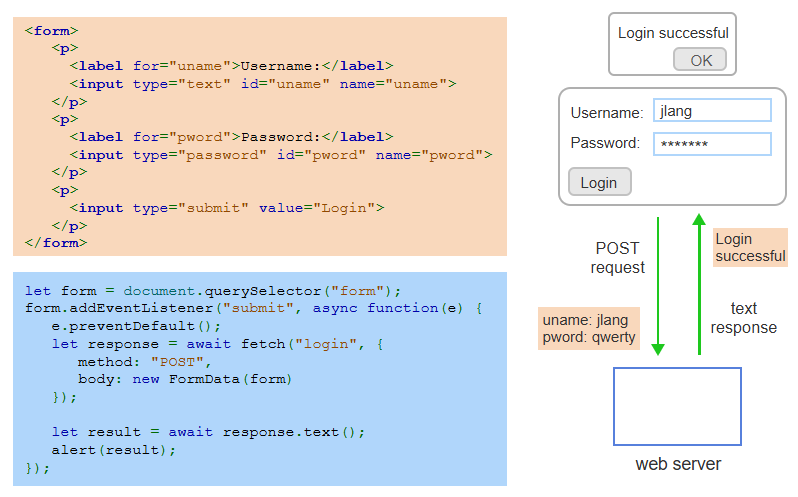 <form>
<p>
<label for="uname">Username:</label>
<input type="text" id="uname" name="uname">
</p>
<p>
<label for="pword">Password:</label>
<input type="password" id="pword" name="pword">
</p>
<p>
<input type="submit" value="Login">
</p>
</form>
let form = document.querySelector("form");
form.addEventListener("submit", async function(e) {
e.preventDefault();
let response = await fetch("login", {
method: "POST",
body: new FormData(form)
});
let result = await response.text();
alert(result);
});
Login successful
OK
Username: jlang
Password: *******
Login
POST
request
Login
successful
text
response
uname: jlang
pword: qwerty
web server